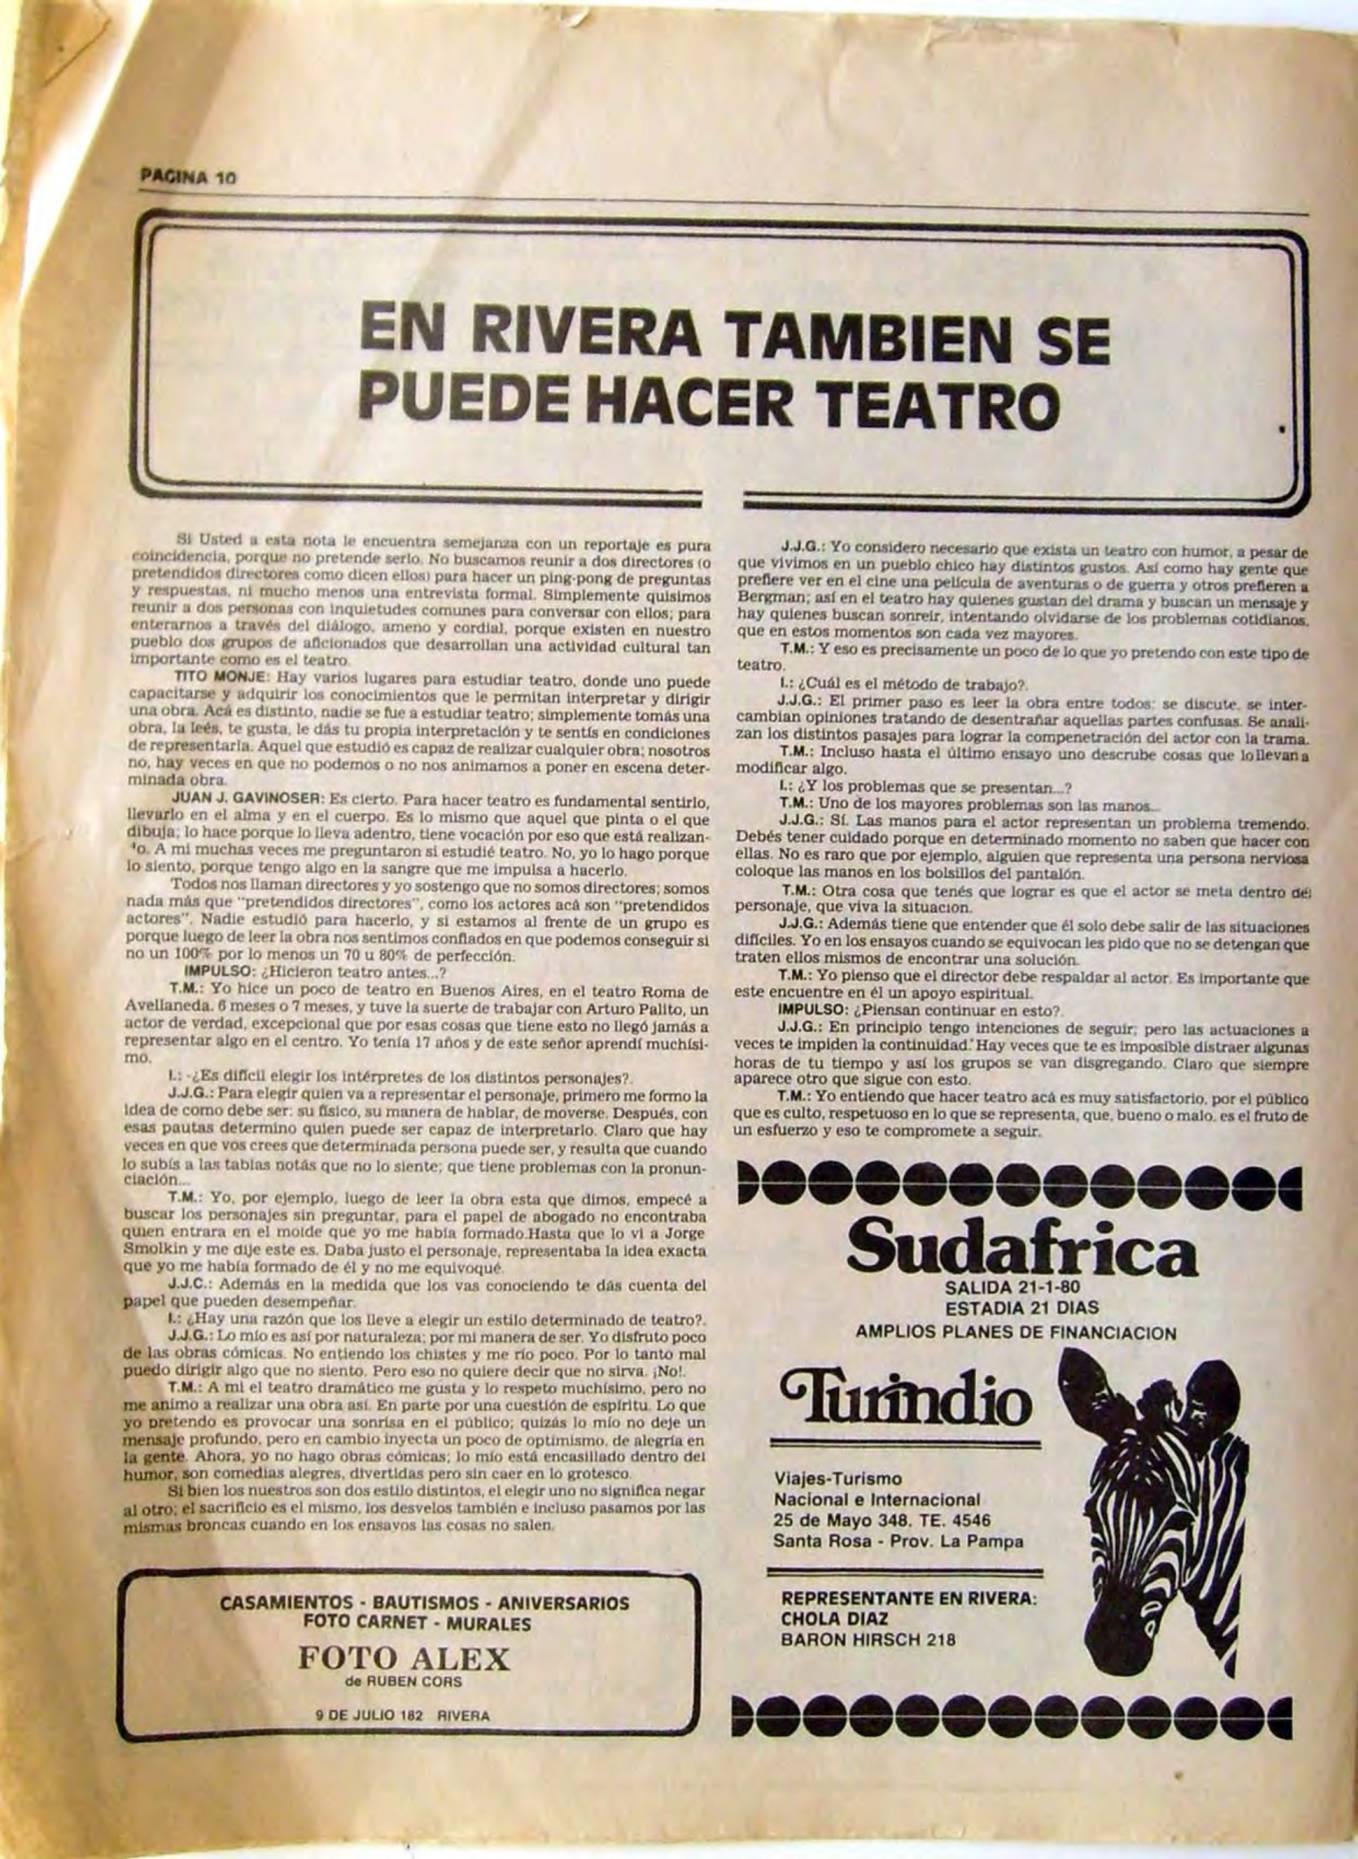 PAGINA 10
EN RIVERA TAMBIEN SE
PUEDE HACER TEATRO
Si Usted a esta nota le encuentra semejanza con un reportaje es pura
coincidencia, porque no pretende serlo. No buscamos reunir a dos directores (o
pretendidos directores como dicen ellos) para hacer un ping-pong de preguntas
y respuestas, ni mucho menos una entrevista formal. Simplemente quisimos
reunir a dos personas con inquietudes comunes para conversar con ellos; para
enterarnos a través del diálogo, ameno y cordial, porque existen en nuestro
pueblo dos grupos de aficionados que desarrollan una actividad cultural tan
importante como es el teatro.
TITO MONJE: Hay varios lugares para estudiar teatro, donde uno puede
capacitarse y adquirir los conocimientos que le permitan interpretar y dirigir
una obra. Acá es distinto, nadie se fue a estudiar teatro; simplemente tomás una
obra, la leés, te gusta, le dás tu propia interpretación y te sentís en condiciones
de representarla. Aquel que estudió es capaz de realizar cualquier obra; nosotros
no, hay veces en que no podemos o no nos animamos a poner en escena deter-
minada obra.
JUAN J. GAVINOSER: Es cierto. Para hacer teatro es fundamental sentirlo,
llevarlo en el alma y en el cuerpo. Es lo mismo que aquel que pinta o el que
dibuja; lo hace porque lo lleva adentro, tiene vocación por eso que está realizan-
'o. A mi muchas veces me preguntaron si estudié teatro. No, yo lo hago porque
lo siento, porque tengo algo en la sangre que me impulsa a hacerlo.
Todos nos llaman directores y yo sostengo que no somos directores; somos
nada más que "pretendidos directores", como los actores acá son "pretendidos
actores". Nadie estudió para hacerlo, y si estamos al frente de un grupo es
porque luego de leer la obra nos sentimos confiados en que podemos conseguir si
no un 100% por lo menos un 70 u 80% de perfección.
IMPULSO: ¿Hicieron teatro antes...?
T.M.: Yo hice un poco de teatro en Buenos Aires, en el teatro Roma de
Avellaneda. 6 meses o 7 meses, y tuve la suerte de trabajar con Arturo Palito, un
actor de verdad, excepcional que por esas cosas que tiene esto no llegó jamás a
representar algo en el centro. Yo tenía 17 años y de este señor aprendí muchísi-
mo.
I.: -¿Es difícil elegir los intérpretes de los distintos personajes?.
J.J.G.: Para elegir quien va a representar el personaje, primero me formo la
idea de como debe ser: su físico, su manera de hablar, de moverse. Después, con
esas pautas determino quien puede ser capaz de interpretarlo. Claro que hay
veces en que vos crees que determinada persona puede ser, y resulta que cuando
lo subís a las tablas notás que no lo siente; que tiene problemas con la pronun-
ciación...
T.M.: Yo, por ejemplo, luego de leer la obra esta que dimos, empecé a
buscar los personajes sin preguntar, para el papel de abogado no encontraba
quien entrara en el molde que yo me había formado.Hasta que lo vi a Jorge
Smolkin y me dije este es. Daba justo el personaje, representaba la idea exacta
que yo me había formado de él y no me equivoqué.
J.J.C.: Además en la medida que los vas conociendo te dás cuenta del
papel que pueden desempeñar.
I.: ¿Hay una razón que los lleve a elegir un estilo determinado de teatro?.
J.J.G.: Lo mío es así por naturaleza; por mi manera de ser. Yo disfruto poco
de las obras cómicas. No entiendo los chistes y me río poco. Por lo tanto mal
puedo dirigir algo que no siento. Pero eso no quiere decir que no sirva. ¡No!.
T.M.: A mi el teatro dramático me gusta y lo respeto muchísimo, pero no
me animo a realizar una obra así. En parte por una cuestión de espíritu. Lo que
yo pretendo es provocar una sonrisa en el público; quizás lo mío no deje un
mensaje profundo, pero en cambio inyecta un poco de optimismo, de alegría en
la gente. Ahora, yo no hago obras cómicas; lo mío está encasillado dentro del
humor, son comedias alegres, divertidas pero sin caer en lo grotesco.
Si bien los nuestros son dos estilo distintos, el elegir uno no significa negar
al otro; el sacrificio es el mismo, los desvelos también e incluso pasamos por las
mismas broncas cuando en los ensayos las cosas no salen.
CASAMIENTOS - BAUTISMOS - ANIVERSARIOS
FOTO CARNET - MURALES
FOTO ALEX
de RUBEN CORS
9 DE JULIO 182 RIVERA
J.J.G.: Yo considero necesario que exista un teatro con humor, a pesar de
que vivimos en un pueblo chico hay distintos gustos. Así como hay gente que
prefiere ver en el cine una película de aventuras o de guerra y otros prefieren a
Bergman; así en el teatro hay quienes gustan del drama y buscan un mensaje y
hay quienes buscan sonreir, intentando olvidarse de los problemas cotidianos,
que en estos momentos son cada vez mayores.
T.M.: Y eso es precisamente un poco de lo que yo pretendo con este tipo de
teatro.
I.: ¿Cuál es el método de trabajo?.
J.J.G.: El primer paso es leer la obra entre todos: se discute, se inter-
cambian opiniones tratando de desentrañar aquellas partes confusas. Se anali-
zan los distintos pasajes para lograr la compenetración del actor con la trama.
T.M.: Incluso hasta el último ensayo uno descrube cosas que lo llevan a
modificar algo.
I.: ¿Y los problemas que se presentan...?
T.M.: Uno de los mayores problemas son las manos...
J.J.G.: Sí. Las manos para el actor representan un problema tremendo.
Debés tener cuidado porque en determinado momento no saben que hacer con
ellas. No es raro que por ejemplo, alguien que representa una persona nerviosa
coloque las manos en los bolsillos del pantalón.
T.M.: Otra cosa que tenés que lograr es que el actor se meta dentro del
personaje, que viva la situacion.
J.J.G.: Además tiene que entender que él solo debe salir de las situaciones
difíciles. Yo en los ensayos cuando se equivocan les pido que no se detengan que
traten ellos mismos de encontrar una solución.
T.M.: Yo pienso que el director debe respaldar al actor. Es importante que
este encuentre en él un apoyo espiritual.
IMPULSO: ¿Piensan continuar en esto?.
J.J.G.: En principio tengo intenciones de seguir; pero las actuaciones a
veces te impiden la continuidad. Hay veces que te es imposible distraer algunas
horas de tu tiempo y así los grupos se van disgregando. Claro que siempre
aparece otro que sigue con esto.
T.M.: Yo entiendo que hacer teatro acá es muy satisfactorio, por el público
que es culto, respetuoso en lo que se representa, que, bueno o malo, es el fruto de
un esfuerzo y eso te compromete a seguir.
Sudafrica
SALIDA 21-1-80
ESTADIA 21 DIAS
AMPLIOS PLANES DE FINANCIACION
Turindio
Viajes-Turismo
Nacional e Internacional
25 de Mayo 348. TE. 4546
Santa Rosa - Prov. La Pampa
REPRESENTANTE EN RIVERA:
CHOLA DIAZ
BARON HIRSCH 218